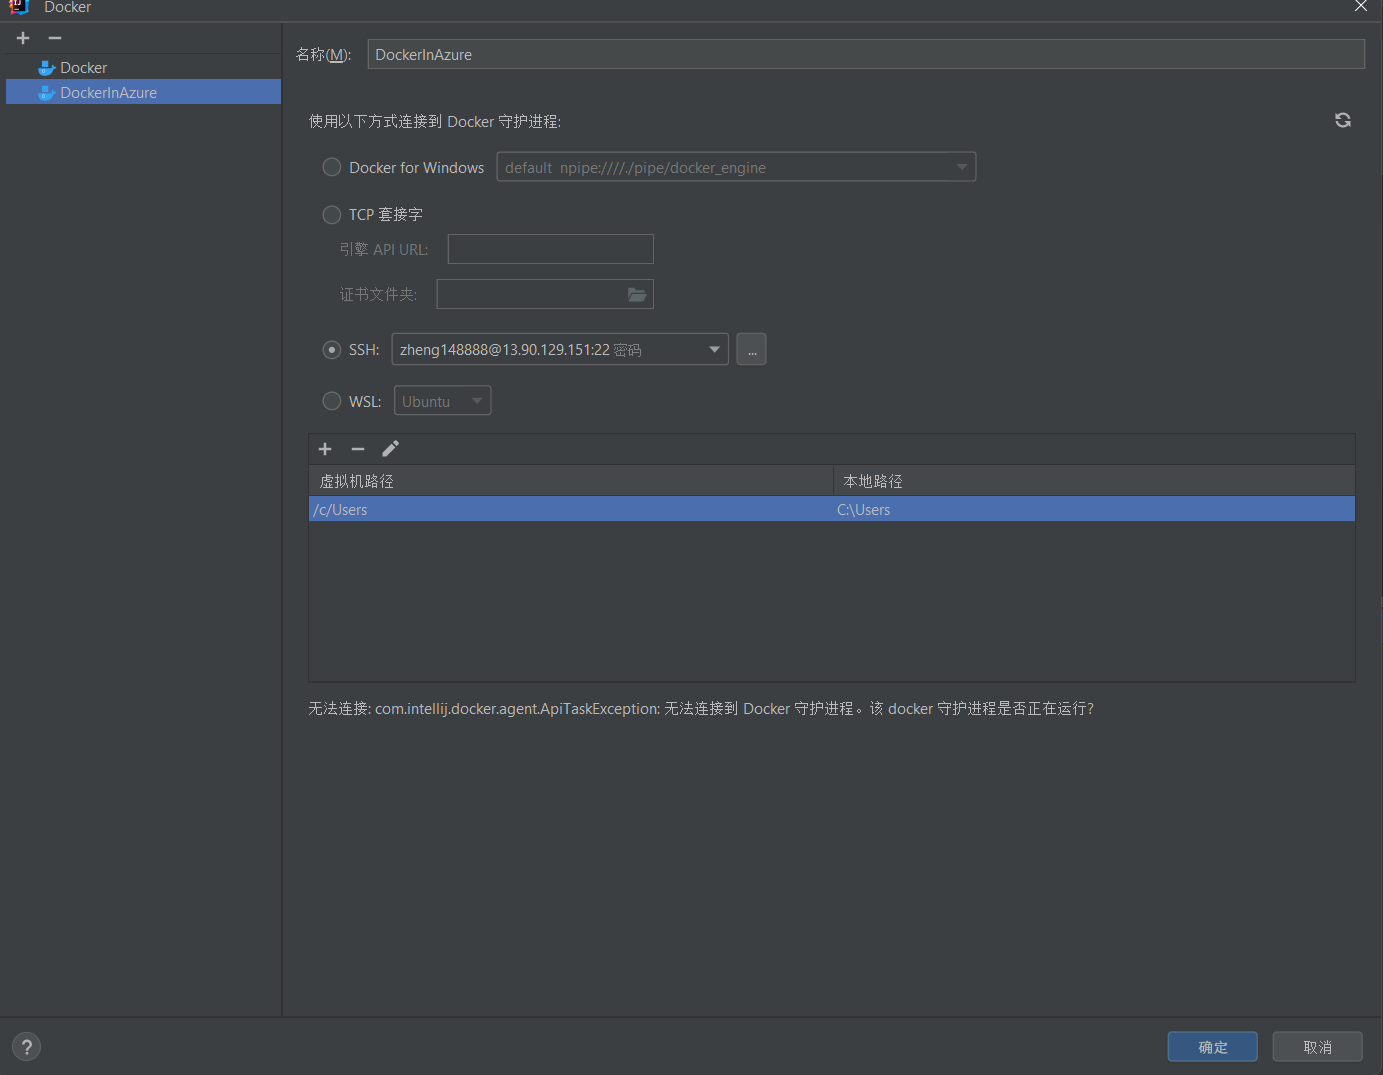 Docker
Docker
DockerInAzure
名称(M):
DockerInAzure
使用以下方式连接到 Docker 守护进程:
Docker for Windows
default npipe:////./pipe/docker_engine
TCP 套接字
引擎 API URL:
证书文件夹:
SSH:
zheng148888@13.90.129.151:22 密码
...
WSL:
Ubuntu
虚拟机路径
本地路径
/c/Users
C:\Users
无法连接: com.intellij.docker.agent.ApiTaskException: 无法连接到 Docker 守护进程。该 docker 守护进程是否正在运行?
?
确定
取消